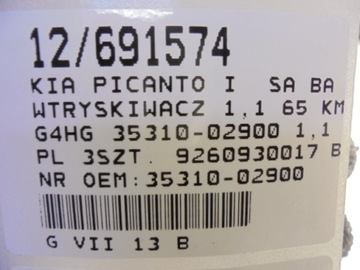 12/691574
KIA PICANTO I SA BA
WTRYSKIWACZ 1,1 65 KM
G4HG 35310-02900 1,1
PL 3SZT. 9260930017 B
NR OEM:35310-02900
G VII 13 B